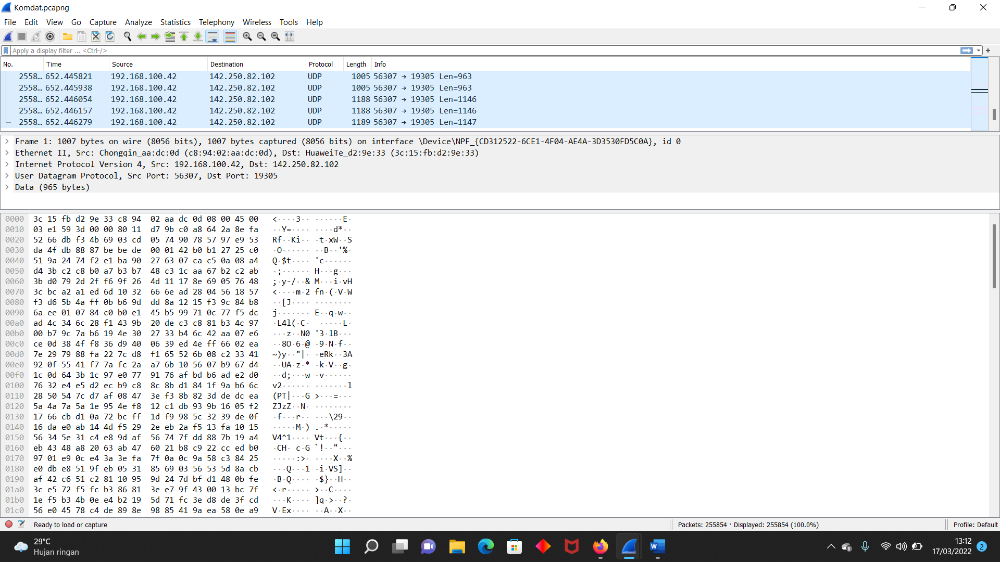 Komdat.pcapng
File Edit View Go Capture Analyze Statistics Telephony Wireless Tools Help
Apply a display filter ... <Ctrl-/>
No. Time Source Destination Protocol Length Info
2558… 652.445821 192.168.100.42 142.250.82.102 UDP 1005 56307 → 19305 Len=963
2558… 652.445938 192.168.100.42 142.250.82.102 UDP 1005 56307 → 19305 Len=963
2558… 652.446054 192.168.100.42 142.250.82.102 UDP 1188 56307 → 19305 Len=1146
2558… 652.446157 192.168.100.42 142.250.82.102 UDP 1188 56307 → 19305 Len=1146
2558… 652.446279 192.168.100.42 142.250.82.102 UDP 1189 56307 → 19305 Len=1147
Frame 1: 1007 bytes on wire (8056 bits), 1007 bytes captured (8056 bits) on interface \Device\NPF_{CD312522-6CE1-4F04-AE4A-3D3530FD5C0A}, id 0
Ethernet II, Src: Chongqin_aa:dc:0d (c8:94:02:aa:dc:0d), Dst: HuaweiTe_d2:9e:33 (3c:15:fb:d2:9e:33)
Internet Protocol Version 4, Src: 192.168.100.42, Dst: 142.250.82.102
User Datagram Protocol, Src Port: 56307, Dst Port: 19305
Data (965 bytes)
0000 3c 15 fb d2 9e 33 c8 94 02 aa dc 0d 08 00 45 00 <····3·· ······E·
0010 03 e1 59 3d 00 00 80 11 d7 9b c0 a8 64 2a 8e fa ··Y=···· ····d*··
0020 52 66 db f3 4b 69 03 cd 05 74 90 78 57 97 e9 53 Rf··Ki·· ·t·xW··S
0030 da 4f db 88 87 be be de 00 01 42 b0 b1 27 25 c0 ·O······ ··B··'%·
0040 51 9a 24 74 f2 e1 ba 90 27 63 07 ca c5 0a 08 a4 Q·$t···· 'c······
0050 d4 3b c2 c8 b0 a7 b3 b7 48 c3 1c aa 67 b2 c2 ab ·;······ H···g···
0060 3b d0 79 2d 2f f6 9f 26 4d 11 17 8e 69 05 76 48 ;·y-/··& M···i·vH
0070 3c bc a2 a1 ed 6d 10 32 66 6e ad 28 04 56 18 57 <····m·2 fn·(·V·W
0080 f3 d6 5b 4a ff 0b b6 9d dd 8a 12 15 f3 9c 84 b8 ··[J···· ········
0090 6a ee 01 07 84 c0 b0 e1 45 b5 99 71 0c 77 f5 dc j······· E··q·w··
00a0 ad 4c 34 6c 28 f1 43 9b 20 de c3 c8 81 b3 4c 97 ·L4l(·C· ·····L·
00b0 00 b7 9c 7a b6 19 4e 30 27 33 b4 6c 42 aa 07 e6 ···z··N0 '3·lB···
00c0 ce 0d 38 4f f8 36 d9 40 06 39 ed 4e ff 66 02 ea ··8O·6·@ ·9·N·f··
00d0 7e 29 79 88 fa 22 7c d8 f1 65 52 6b 08 c2 33 41 ~)y··"|· ·eRk··3A
00e0 92 0f 55 41 f7 7a fc 2a a7 6b 10 56 07 b9 67 d4 ··UA·z·* ·k·V··g·
00f0 1c 0d 64 3b 1c 97 e0 77 91 76 af bd b6 ad e2 d0 ··d;···w ·v······
0100 76 32 e4 e5 d2 ec b9 c8 8c 8b d1 84 1f 9a b6 6c v2······ ·······l
0110 28 50 54 7c d7 af 08 47 3e f3 8b 82 3d de dc ea (PT|···G >···=···
0120 5a 4a 7a 5a 1e 95 4e f8 12 c1 db 93 9b 16 05 f2 ZJzZ··N· ········
0130 17 66 cb d1 0a 72 bc ff 1d f9 98 5c 32 39 de 0f ·f···r·· ···\29··
0140 16 da e0 ab 14 4d f5 29 2e eb 2a f5 13 fa 10 15 ·····M·) .·*·····
0150 56 34 5e 31 c4 e8 9d af 56 74 7f dd 88 7b 19 a4 V4^1···· Vt···{··
0160 eb 43 48 a8 20 63 ab 47 60 21 b8 c9 22 cc ed b0 ·CH· c·G `!··"···
0170 97 01 e9 0c e4 3a 3e fa 7f 0a 0c 9a 58 c3 84 25 ·····:>· ····X··%
0180 e0 db e8 51 9f eb 05 31 85 69 03 56 53 5d 8a cb ···Q···1 ·i·VS]··
0190 af 42 c6 51 c2 81 10 95 9d 24 7d bf d1 48 0b fe ·B·Q···· ·$}··H··
01a0 3c e5 72 f5 fc b3 86 81 3e e7 9f 43 00 13 bc 7f <·r····· >··C····
01b0 1e f5 b3 4b 0e e4 b2 19 5d 71 fc 3e d8 de 3f cd ···K···· ]q·>··?·
01c0 56 e0 45 78 c4 de 89 8e 98 85 41 9a ea 58 0e a9 V·Ex···· ··A··X··
Ready to load or capture Packets: 255854 · Displayed: 255854 (100.0%) Profile: Default
29°C
Hujan ringan
13:12
17/03/2022 2